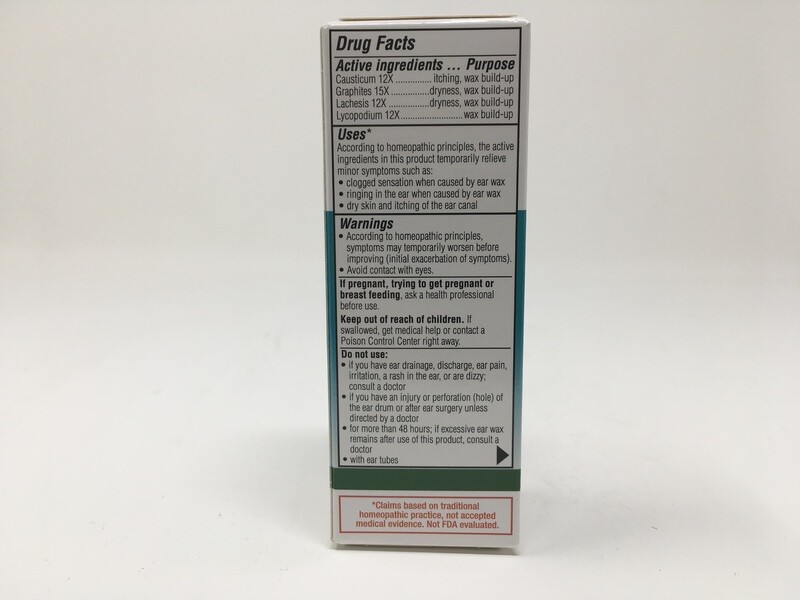 Drug Facts
Active ingredients ... Purpose
Causticum 12X ............... itching, wax build-up
Graphites 15X ................dryness, wax build-up
Lachesis 12X .................dryness, wax build-up
Lycopodium 12X......................... wax build-up
Uses*
According to homeopathic principles, the active
ingredients in this product temporarily relieve
minor symptoms such as:
• clogged sensation when caused by ear wax
• ringing in the ear when caused by ear wax
• dry skin and itching of the ear canal
Warnings
• According to homeopathic principles,
symptoms may temporarily worsen before
improving (initial exacerbation of symptoms).
• Avoid contact with eyes.
If pregnant, trying to get pregnant or
breast feeding, ask a health professional
before use.
Keep out of reach of children. If
swallowed, get medical help or contact a
Poison Control Center right away.
Do not use:
• if you have ear drainage, discharge, ear pain,
irritation, a rash in the ear, or are dizzy;
consult a doctor
• if you have an injury or perforation (hole) of
the ear drum or after ear surgery unless
directed by a doctor
• for more than 48 hours; if excessive ear wax
remains after use of this product, consult a
doctor
• with ear tubes
*Claims based on traditional
homeopathic practice, not accepted
medical evidence. Not FDA evaluated.